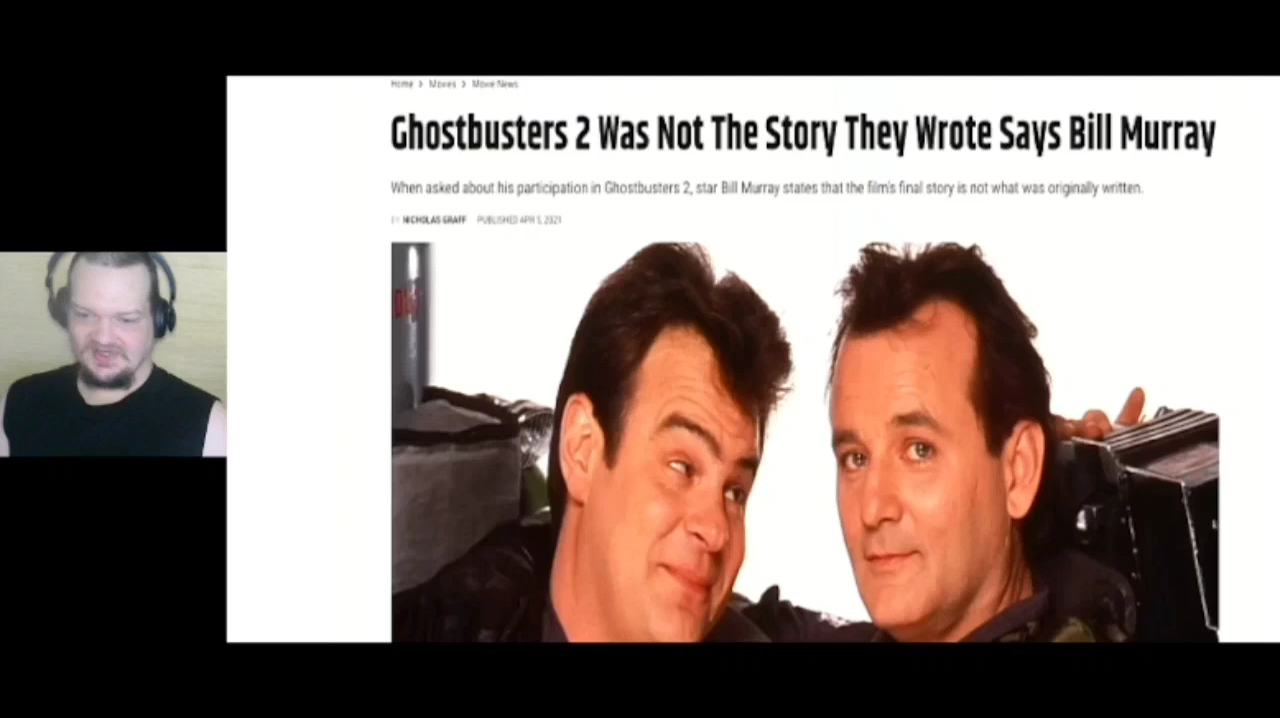 Home > Movies > Movie News
Ghostbusters 2 Was Not The Story They Wrote Says Bill Murray
When asked about his participation in Ghostbusters 2, star Bill Murray states that the film's final story is not what was originally written.
BY NICHOLAS GRAFF PUBLISHED APR 5, 2021